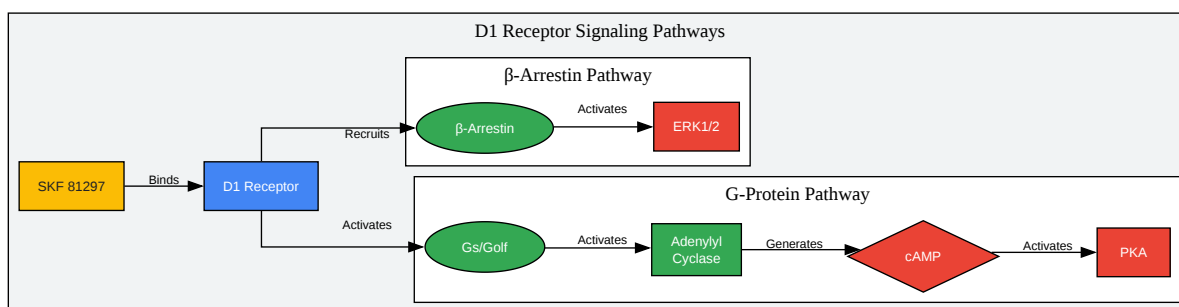 D1 Receptor Signaling Pathways
β-Arrestin Pathway
β-Arrestin
Activates
ERK1/2
Recruits
SKF 81297
Binds
D1 Receptor
G-Protein Pathway
Activates
Gs/Golf
Activates
Adenylyl
Cyclase
Generates
cAMP
Activates
PKA